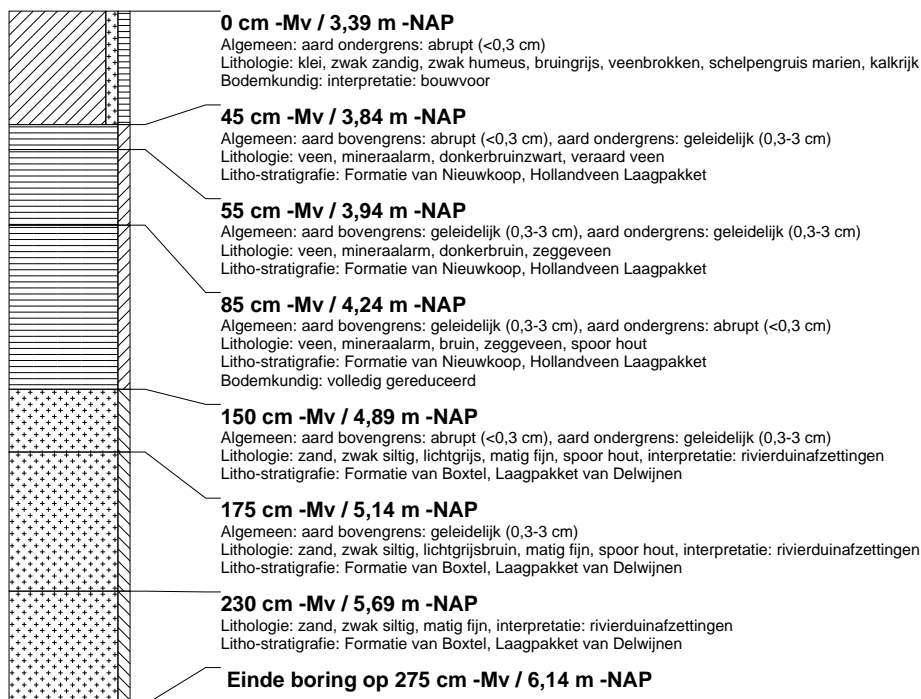 0 cm -Mv / 3,39 m -NAP
Algemeen: aard ondergrens: abrupt (<0,3 cm)
Lithologie: klei, zwak zandig, zwak humeus, bruingrijs, veenbrokken, schelpengruis marien, kalkrijk
Bodemkundig: interpretatie: bouwvoor
45 cm -Mv / 3,84 m -NAP
Algemeen: aard bovengrens: abrupt (<0,3 cm), aard ondergrens: geleidelijk (0,3-3 cm)
Lithologie: veen, mineraalarm, donkerbruinzwart, veraard veen
Litho-stratigrafie: Formatie van Nieuwkoop, Hollandveen Laagpakket
55 cm -Mv / 3,94 m -NAP
Algemeen: aard bovengrens: geleidelijk (0,3-3 cm), aard ondergrens: geleidelijk (0,3-3 cm)
Lithologie: veen, mineraalarm, donkerbruin, zeggeveen
Litho-stratigrafie: Formatie van Nieuwkoop, Hollandveen Laagpakket
85 cm -Mv / 4,24 m -NAP
Algemeen: aard bovengrens: geleidelijk (0,3-3 cm), aard ondergrens: abrupt (<0,3 cm)
Lithologie: veen, mineraalarm, bruin, zeggeveen, spoor hout
Litho-stratigrafie: Formatie van Nieuwkoop, Hollandveen Laagpakket
Bodemkundig: volledig gereduceerd
150 cm -Mv / 4,89 m -NAP
Algemeen: aard bovengrens: abrupt (<0,3 cm), aard ondergrens: geleidelijk (0,3-3 cm)
Lithologie: zand, zwak siltig, lichtgrijs, matig fijn, spoor hout, interpretatie: rivierduinafzettingen
Litho-stratigrafie: Formatie van Boxtel, Laagpakket van Delwijnen
175 cm -Mv / 5,14 m -NAP
Algemeen: aard bovengrens: geleidelijk (0,3-3 cm)
Lithologie: zand, zwak siltig, lichtgrijsbruin, matig fijn, spoor hout, interpretatie: rivierduinafzettingen
Litho-stratigrafie: Formatie van Boxtel, Laagpakket van Delwijnen
230 cm -Mv / 5,69 m -NAP
Lithologie: zand, zwak siltig, matig fijn, interpretatie: rivierduinafzettingen
Litho-stratigrafie: Formatie van Boxtel, Laagpakket van Delwijnen
Einde boring op 275 cm -Mv / 6,14 m -NAP